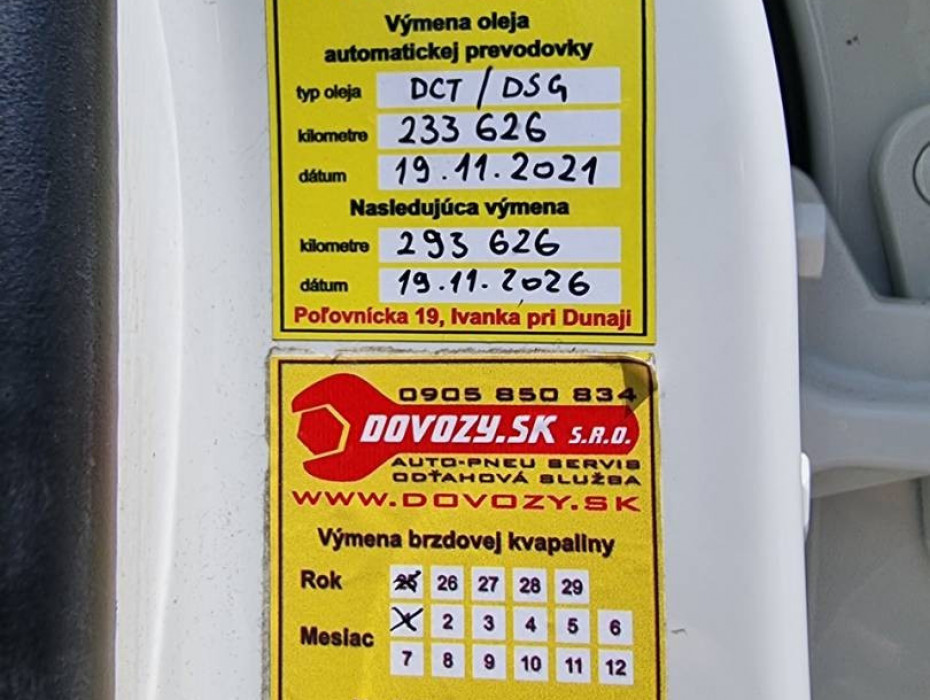 Výmena oleja
automatickej prevodovky
typ oleja DCT / DSG
kilometre 233 626
dátum 19.11.2021
Nasledujúca výmena
kilometre 293 626
dátum 19.11.2026
Poľovnícka 19, Ivanka pri Dunaji
0905 850 834
DOVOZY.SK S.R.O.
AUTO-PNEU SERVIS
ODŤAHOVÁ SLUŽBA
WWW.DOVOZY.SK
Výmena brzdovej kvapaliny
Rok 25 26 27 28 29
Mesiac 1 2 3 4 5 6
7 8 9 10 11 12